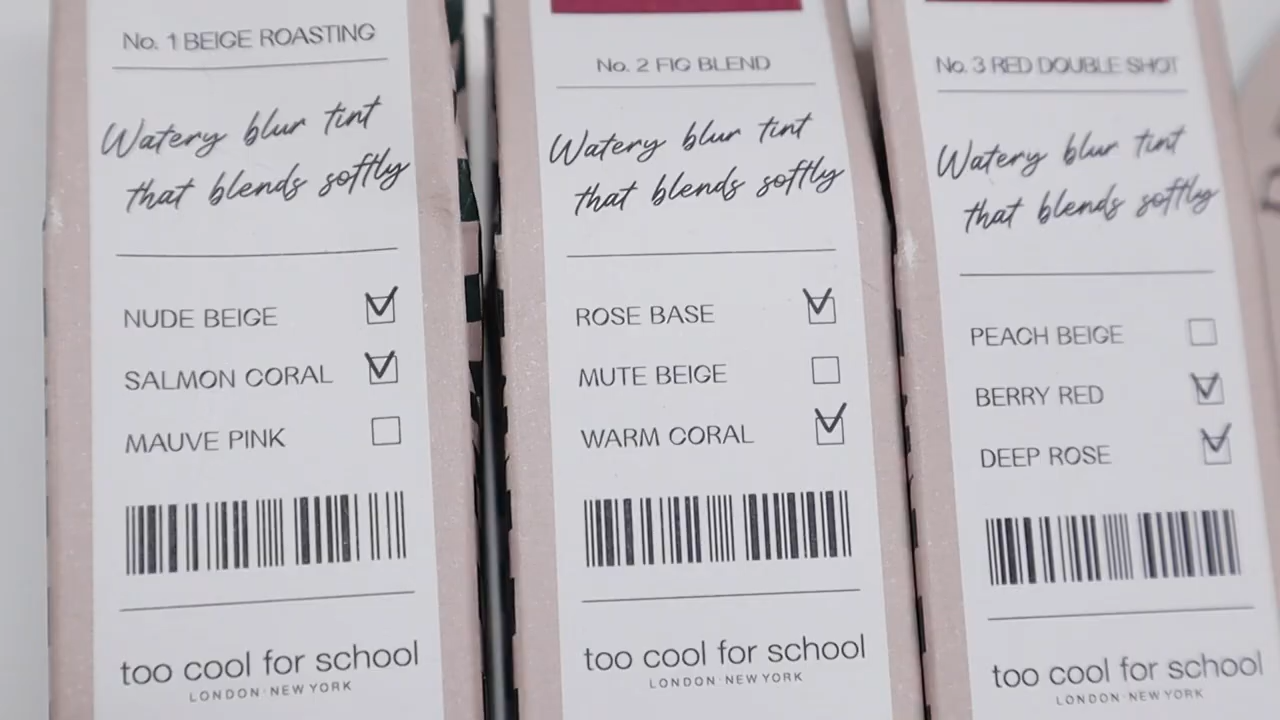 No. 1 BEIGE ROASTING
Watery blur tint
that blends softly
NUDE BEIGE
SALMON CORAL
MAUVE PINK
too cool for school
LONDON·NEW YORK
No. 2 FIG BLEND
Watery blur tint
that blends softly
ROSE BASE
MUTE BEIGE
WARM CORAL
too cool for school
LONDON·NEW YORK
No. 3 RED DOUBLE SHOT
Watery blur tint
that blends softly
PEACH BEIGE
BERRY RED
DEEP ROSE
too cool for school
LONDON·NEW YORK